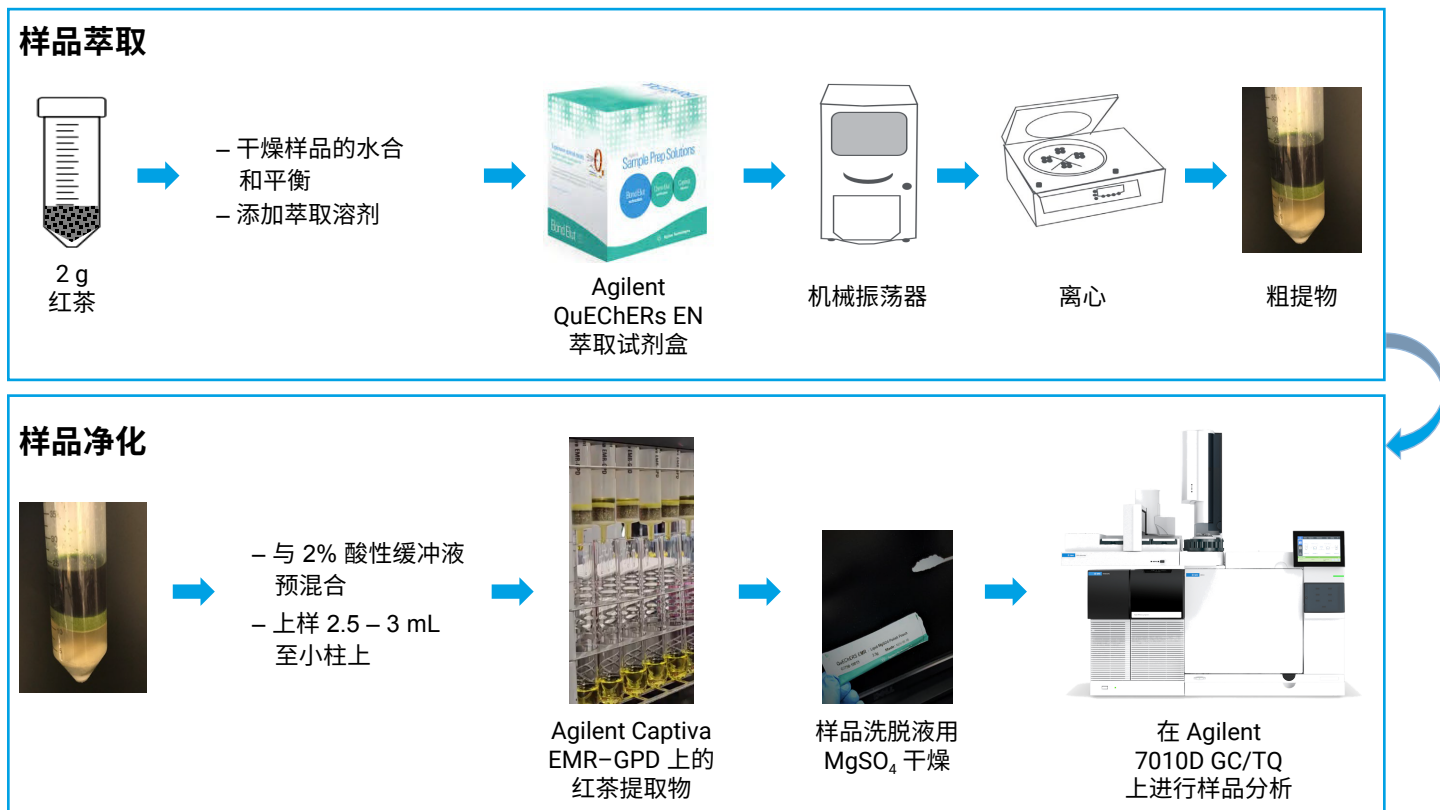 样品萃取
– 干燥样品的水合
和平衡
– 添加萃取溶剂
2 g
红茶
Sample Prep Solutions
Bond Elut
Agilent
QuEChERs EN
萃取试剂盒
机械振荡器
离心
粗提物
样品净化
– 与 2% 酸性缓冲液
预混合
– 上样 2.5 – 3 mL
至小柱上
Agilent Captiva
EMR–GPD 上的
红茶提取物
样品洗脱液用
MgSO₄ 干燥
在 Agilent
7010D GC/TQ
上进行样品分析